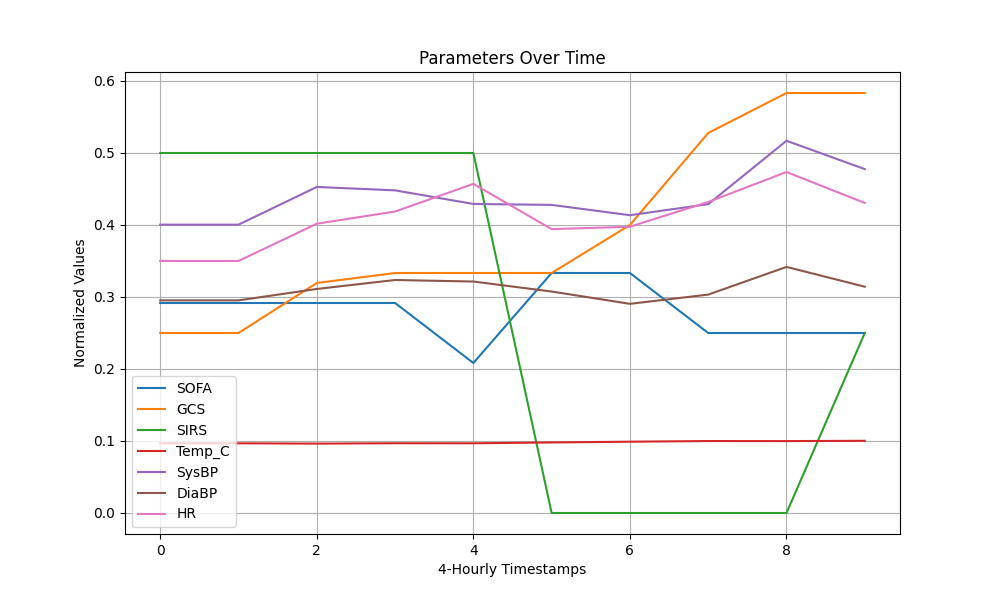 Parameters Over Time
0.6
0.5
0.4
0.3
0.2
0.1
0.0
Normalized Values
SOFA
GCS
SIRS
Temp_C
SysBP
DiaBP
HR
0 2 4 6 8
4-Hourly Timestamps